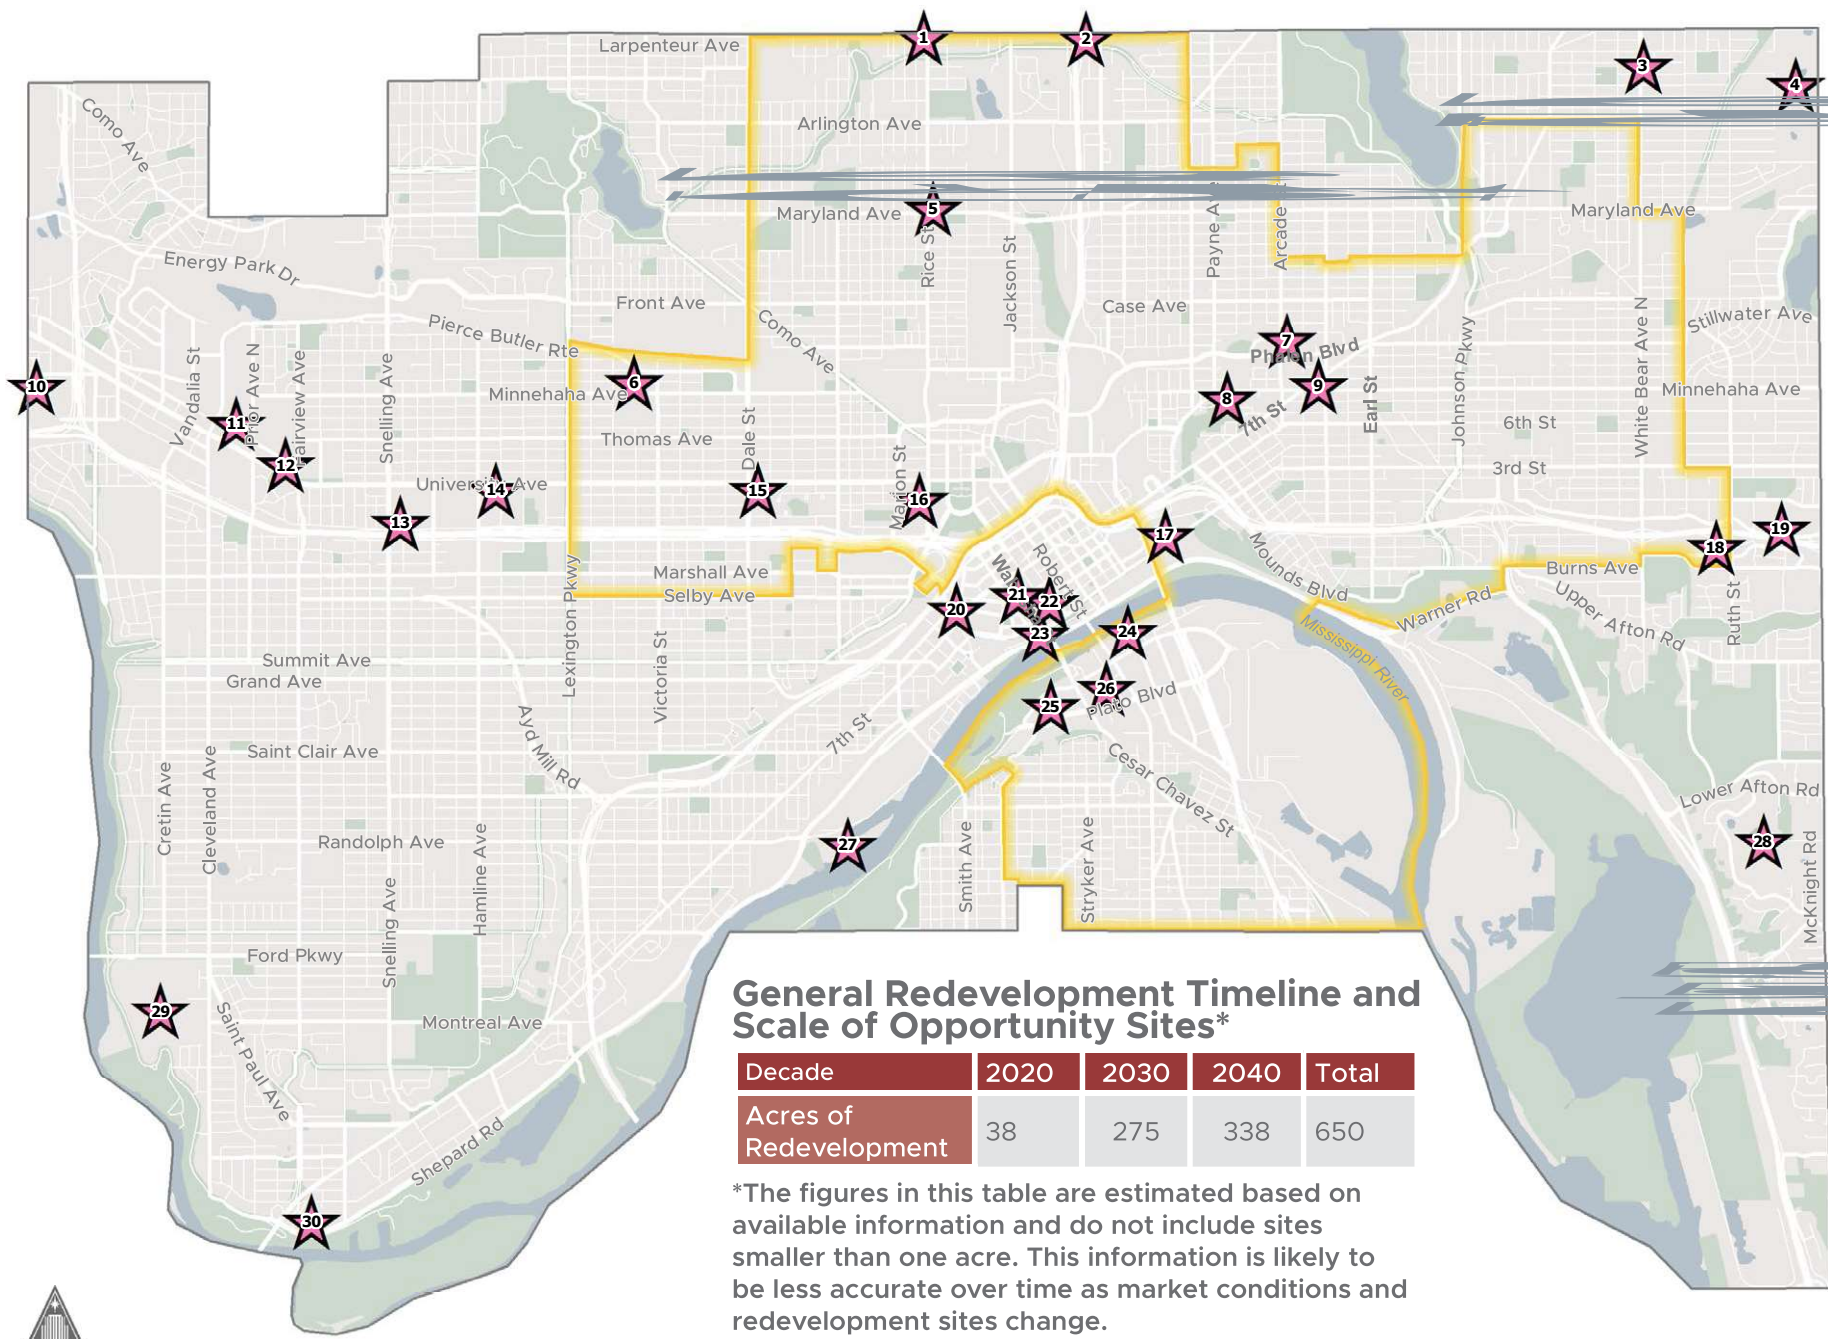 Larpenteur Ave
1
2
3
4
Como Ave
Arlington Ave
5
Maryland Ave
Rice St
Payne Ave
Arcade
Maryland Ave
Energy Park Dr
Jackson St
Front Ave
Case Ave
Pierce Butler Rte
Como Ave
Stillwater Ave
7
Phalen Blvd
Vandalia St
Prior Ave N
Fairview Ave
Snelling Ave
Johnson Pkwy
White Bear Ave N
10
6
Minnehaha Ave
9
8
7th St
Earl St
Minnehaha Ave
11
Thomas Ave
Dale St
6th St
12
3rd St
University Ave
14
15
Marion St
16
13
17
19
18
Marshall Ave
Selby Ave
Lexington Pkwy
Robert St
Mounds Blvd
Burns Ave
Warner Rd
Upper Afton Rd
Ruth St
20
21
22
23
24
Mississippi River
Summit Ave
Grand Ave
Victoria St
26
25
Plato Blvd
Ayd Mill Rd
7th St
Saint Clair Ave
Cesar Chavez St
Lower Afton Rd
Cretin Ave
Cleveland Ave
Randolph Ave
Hamline Ave
27
Smith Ave
Stryker Ave
28
McKnight Rd
Snelling Ave
Ford Pkwy
29
Saint Paul Ave
Montreal Ave
Shepard Rd
30
General Redevelopment Timeline and
Scale of Opportunity Sites*
Decade 2020 2030 2040 Total
Acres of
Redevelopment 38 275 338 650
*The figures in this table are estimated based on
available information and do not include sites
smaller than one acre. This information is likely to
be less accurate over time as market conditions and
redevelopment sites change.